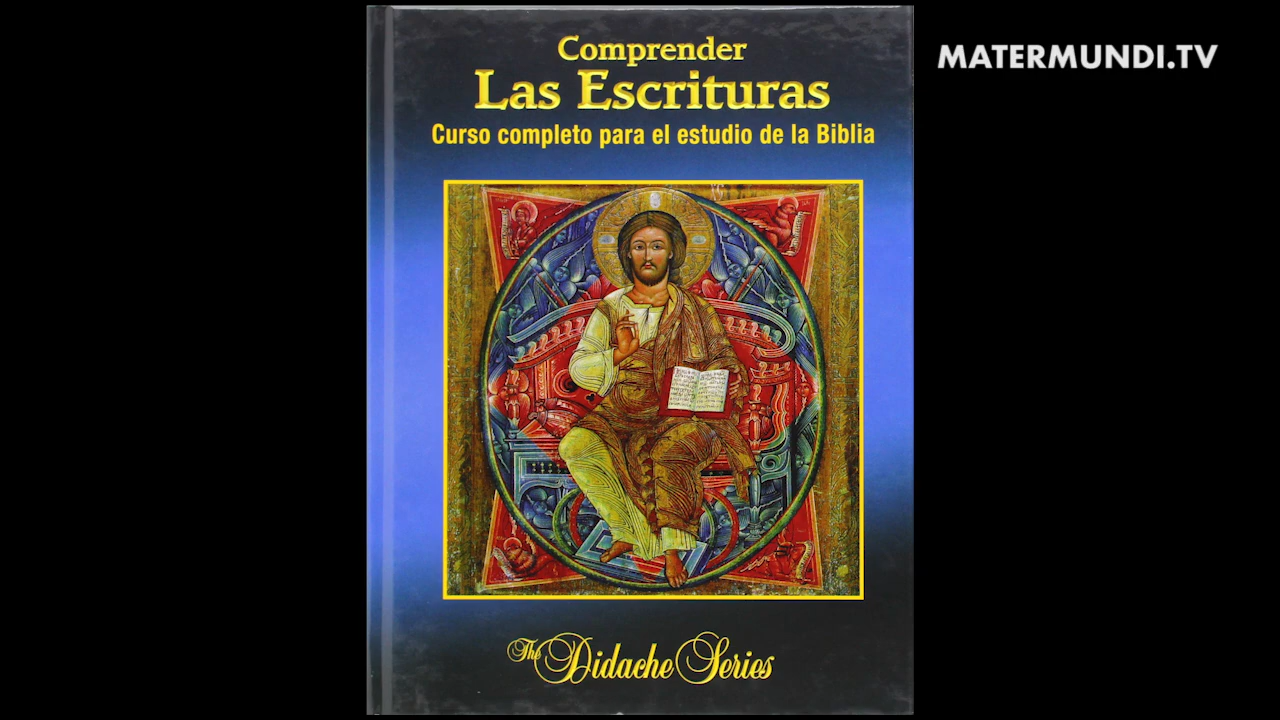 Comprender
Las Escrituras
Curso completo para el estudio de la Biblia
The Didache Series
MATERMUNDI.TV